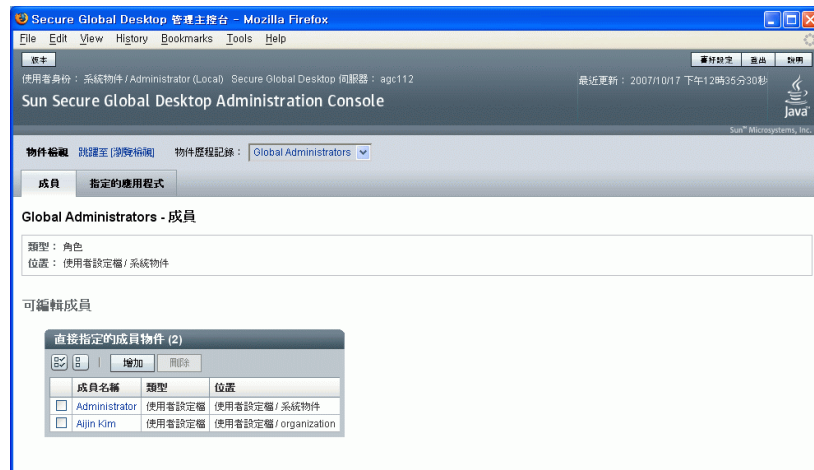 Secure Global Desktop 管理主控台 - Mozilla Firefox
File Edit View History Bookmarks Tools Help
版本 喜好設定 登出 說明
使用者身份： 系統物件 / Administrator (Local) Secure Global Desktop 伺服器： agc112 最近更新： 2007/10/17 下午12時35分30秒
Sun Secure Global Desktop Administration Console
Java
Sun™ Microsystems, Inc.
物件檢視 跳躍至 [瀏覽檢視] 物件歷程記錄： Global Administrators
成員 指定的應用程式
Global Administrators - 成員
類型： 角色
位置： 使用者設定檔 / 系統物件
可編輯成員
直接指定的成員物件 (2)
增加 刪除
成員名稱 類型 位置
Administrator 使用者設定檔 使用者設定檔 / 系統物件
Aijin Kim 使用者設定檔 使用者設定檔 / organization